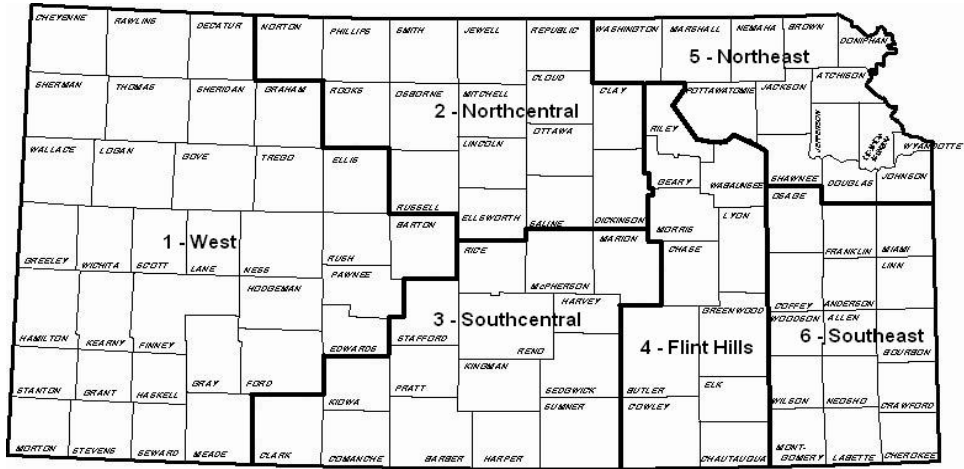 CHEYENNE
RAWLINS
DECATUR
NORTON
PHILLIPS
SMITH
JEWELL
REPUBLIC
WASHINGTON
MARSHALL
NEMAHA
BROWN
DONIPHAN
5 - Northeast
SHERMAN
THOMAS
SHERIDAN
GRAHAM
ROOKS
OSBORNE
MITCHELL
CLOUD
CLAY
POTTAWATOMIE
JACKSON
ATCHISON
2 - Northcentral
LINCOLN
OTTAWA
RILEY
JEFFERSON
WYANDOTTE
WALLACE
LOGAN
GOVE
TREGO
ELLIS
RUSSELL
ELLSWORTH
SALINE
DICKINSON
GEARY
WABAUNSEE
SHAWNEE
DOUGLAS
JOHNSON
1 - West
GREELEY
WICHITA
SCOTT
LANE
NESS
RUSH
BARTON
RICE
McPHERSON
MARION
MORRIS
CHASE
LYON
OSAGE
FRANKLIN
MIAMI
HODGEMAN
PAWNEE
HARVEY
3 - Southcentral
COFFEY
ANDERSON
LINN
HAMILTON
KEARNY
FINNEY
EDWARDS
STAFFORD
RENO
GREENWOOD
WOODSON
ALLEN
BOURBON
4 - Flint Hills
6 - Southeast
STANTON
GRANT
HASKELL
GRAY
FORD
KIOWA
PRATT
KINGMAN
SEDGWICK
BUTLER
ELK
WILSON
NEOSHO
CRAWFORD
MORTON
STEVENS
SEWARD
MEADE
CLARK
COMANCHE
BARBER
HARPER
SUMNER
COWLEY
CHAUTAUQUA
MONT-
GOMERY
LABETTE
CHEROKEE